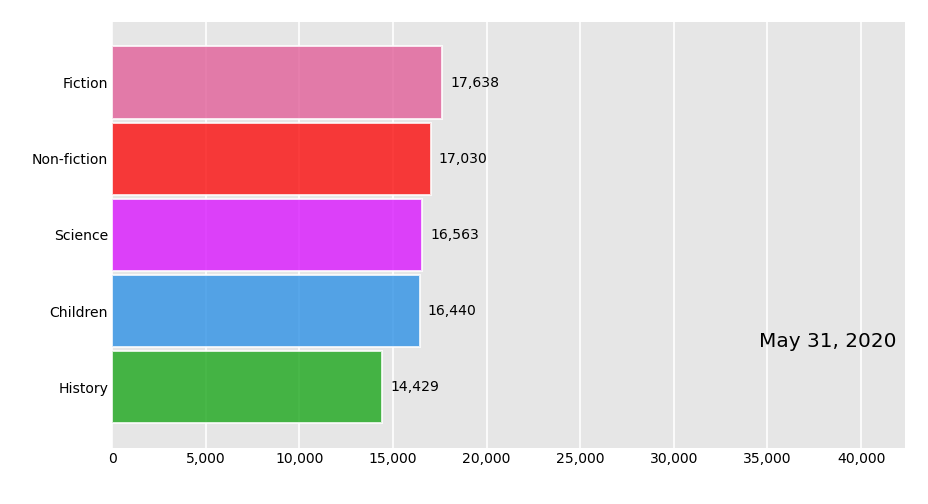 Fiction 17,638
Non-fiction 17,030
Science 16,563
Children 16,440
May 31, 2020
History 14,429
0 5,000 10,000 15,000 20,000 25,000 30,000 35,000 40,000